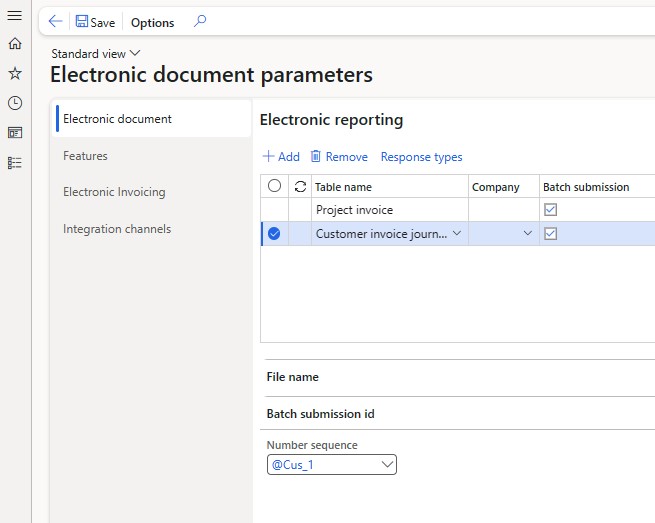 Save Options
Standard view
Electronic document parameters
Electronic document
Features
Electronic Invoicing
Integration channels
Electronic reporting
Add Remove Response types
Table name Company Batch submission
Project invoice
Customer invoice journ...
File name
Batch submission id
Number sequence
@Cus_1